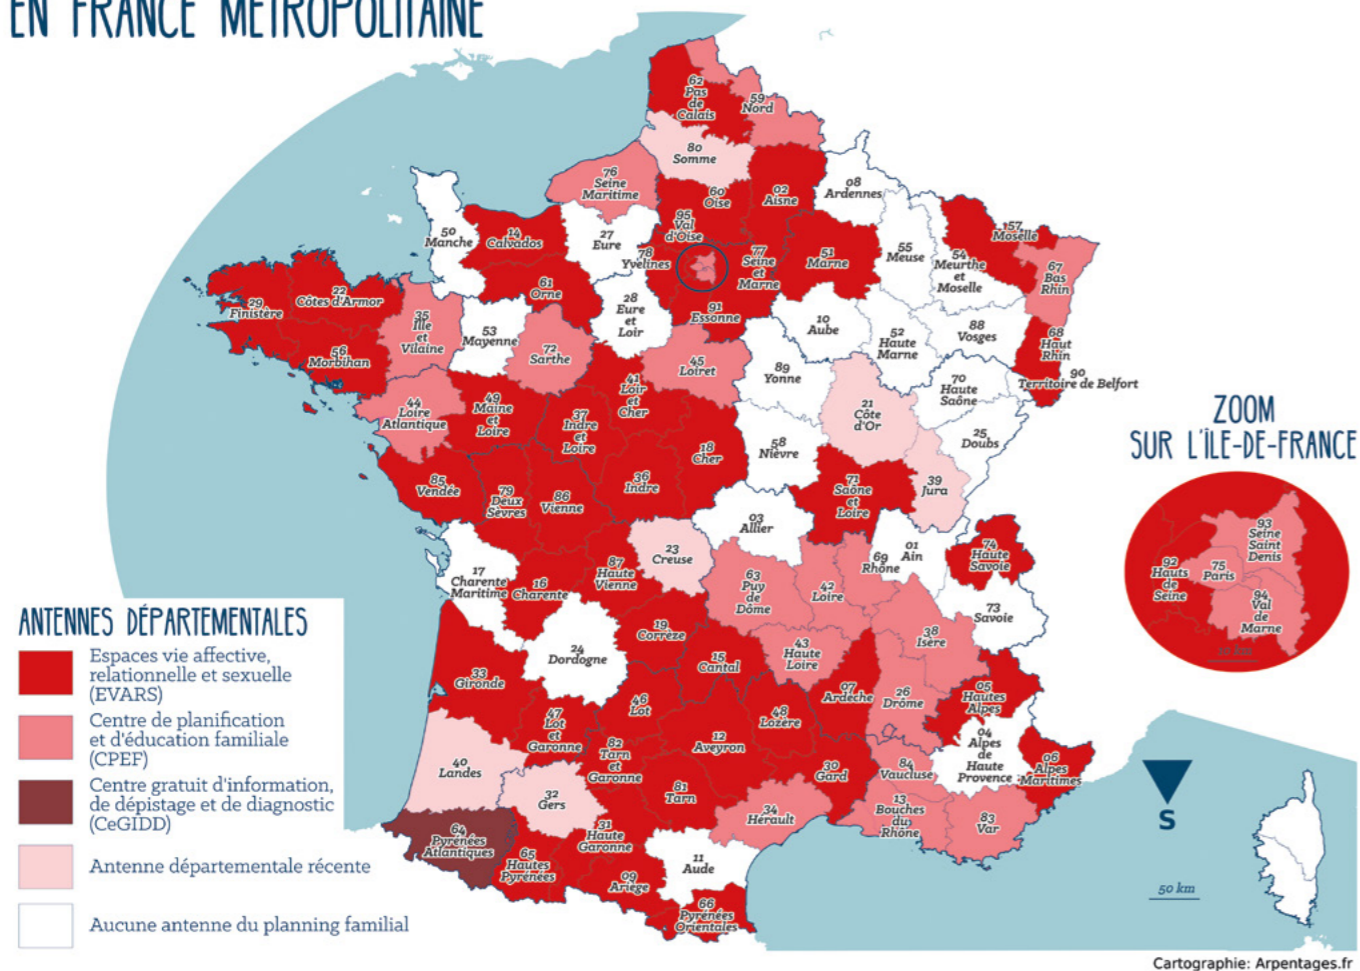 EN FRANCE MÉTROPOLITAINE
62
Pas
de
Calais
59
Nord
80
Somme
76
Seine
Maritime
60
Oise
02
Aisne
08
Ardennes
50
Manche
14
Calvados
27
Eure
95
Val
d'Oise
78
Yvelines
77
Seine
et
Marne
51
Marne
55
Meuse
54
Meurthe
et
Moselle
57
Moselle
67
Bas
Rhin
61
Orne
28
Eure
et
Loir
91
Essonne
10
Aube
52
Haute
Marne
88
Vosges
68
Haut
Rhin
29
Finistère
22
Côtes d'Armor
35
Ille
et
Vilaine
53
Mayenne
72
Sarthe
56
Morbihan
45
Loiret
89
Yonne
70
Haute
Saône
90
Territoire de Belfort
44
Loire
Atlantique
49
Maine
et
Loire
37
Indre
et
Loire
41
Loir
et
Cher
18
Cher
58
Nièvre
21
Côte
d'Or
25
Doubs
85
Vendée
79
Deux
Sèvres
86
Vienne
36
Indre
71
Saône
et
Loire
39
Jura
03
Allier
17
Charente
Maritime
16
Charente
87
Haute
Vienne
23
Creuse
63
Puy
de
Dôme
42
Loire
69
Rhône
01
Ain
74
Haute
Savoie
73
Savoie
24
Dordogne
19
Corrèze
15
Cantal
43
Haute
Loire
38
Isère
33
Gironde
47
Lot
et
Garonne
46
Lot
48
Lozère
07
Ardèche
26
Drôme
05
Hautes
Alpes
04
Alpes
de
Haute
Provence
06
Alpes
Maritimes
40
Landes
82
Tarn
et
Garonne
12
Aveyron
30
Gard
84
Vaucluse
32
Gers
81
Tarn
34
Hérault
13
Bouches
du
Rhône
83
Var
64
Pyrénées
Atlantiques
65
Hautes
Pyrénées
31
Haute
Garonne
09
Ariège
11
Aude
66
Pyrénées
Orientales
ZOOM
SUR L'ÎLE-DE-FRANCE
93
Seine
Saint
Denis
92
Hauts
de
Seine
75
Paris
94
Val
de
Marne
10 km
S
50 km
ANTENNES DÉPARTEMENTALES
Espaces vie affective,
relationnelle et sexuelle
(EVARS)
Centre de planification
et d'éducation familiale
(CPEF)
Centre gratuit d'information,
de dépistage et de diagnostic
(CeGIDD)
Antenne départementale récente
Aucune antenne du planning familial
Cartographie: Arpentages.fr